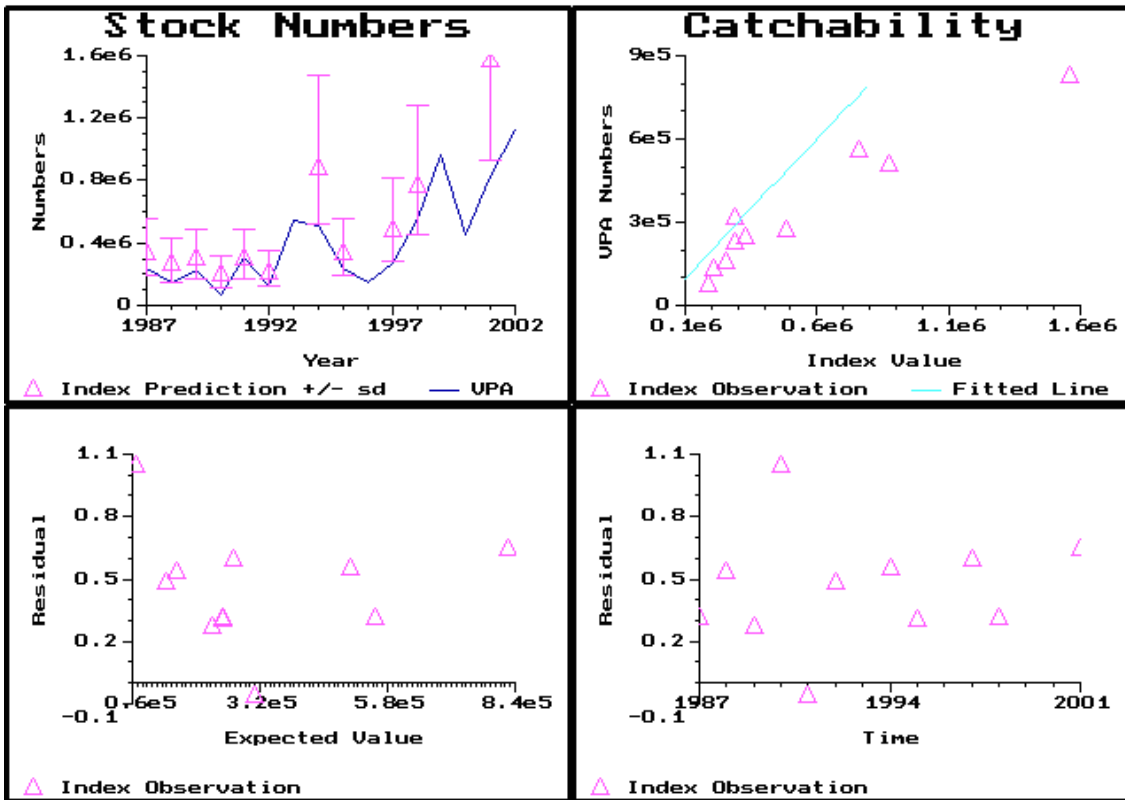 Stock Numbers
1.6e6
1.2e6
0.8e6
0.4e6
0
Numbers
1987 1992 1997 2002
Year
Index Prediction +/- sd VPA
Catchability
9e5
6e5
3e5
0
VPA Numbers
0.1e6 0.6e6 1.1e6 1.6e6
Index Value
Index Observation Fitted Line
1.1
0.8
0.5
0.2
-0.1
Residual
0.6e5 3.2e5 5.8e5 8.4e5
Expected Value
Index Observation
1.1
0.8
0.5
0.2
-0.1
Residual
1987 1994 2001
Time
Index Observation